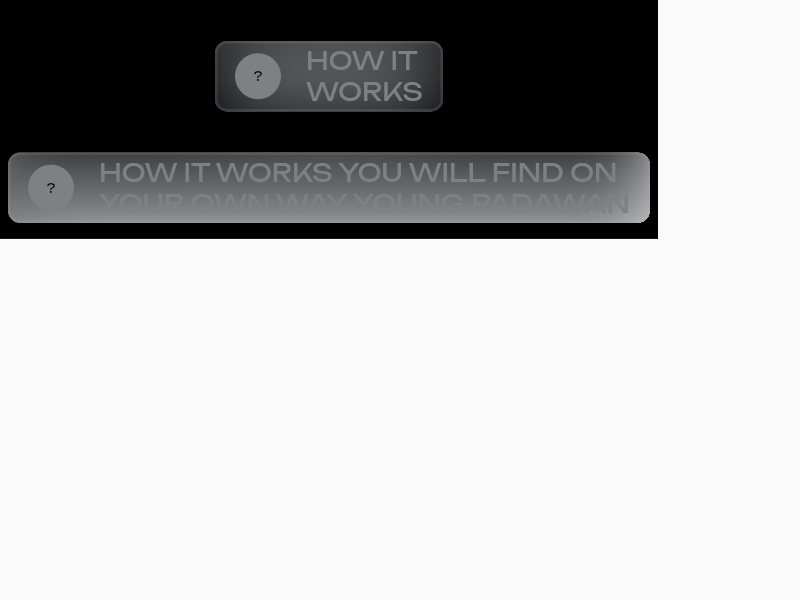 ?
HOW IT
WORKS
?
HOW IT WORKS YOU WILL FIND ON
YOUR OWN WAY YOUNG PADAWAN